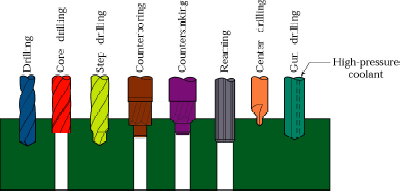 Drilling
Core drilling
Step drilling
Counterboring
Countersinking
Reaming
Center drilling
Gun drilling
High-pressure
coolant